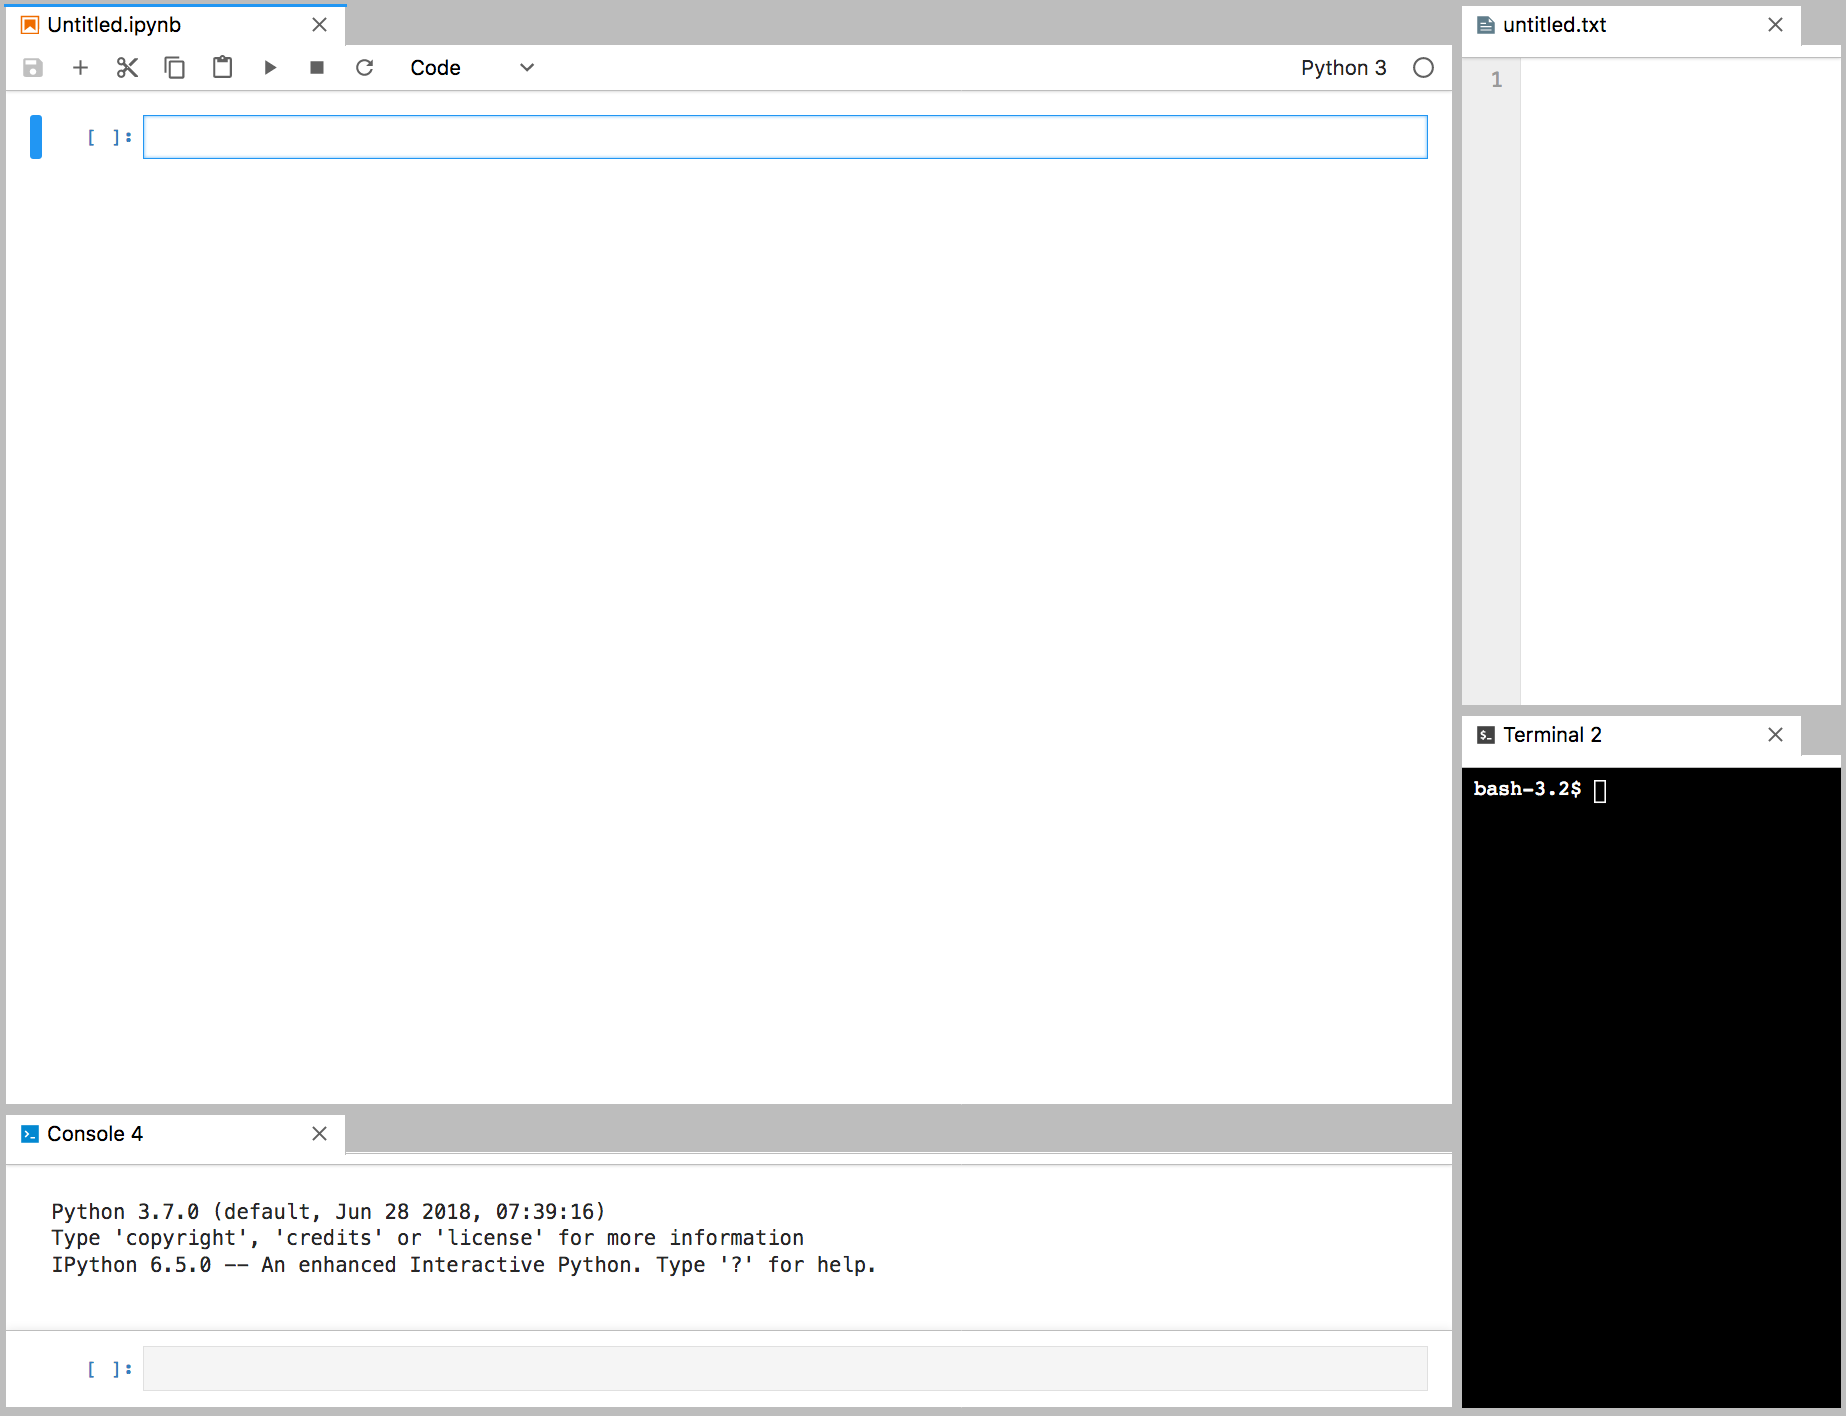 Untitled.ipynb
Code
Python 3
[ ]:
Console 4
Python 3.7.0 (default, Jun 28 2018, 07:39:16)
Type 'copyright', 'credits' or 'license' for more information
IPython 6.5.0 -- An enhanced Interactive Python. Type '?' for help.
[ ]:
untitled.txt
1
Terminal 2
bash-3.2$